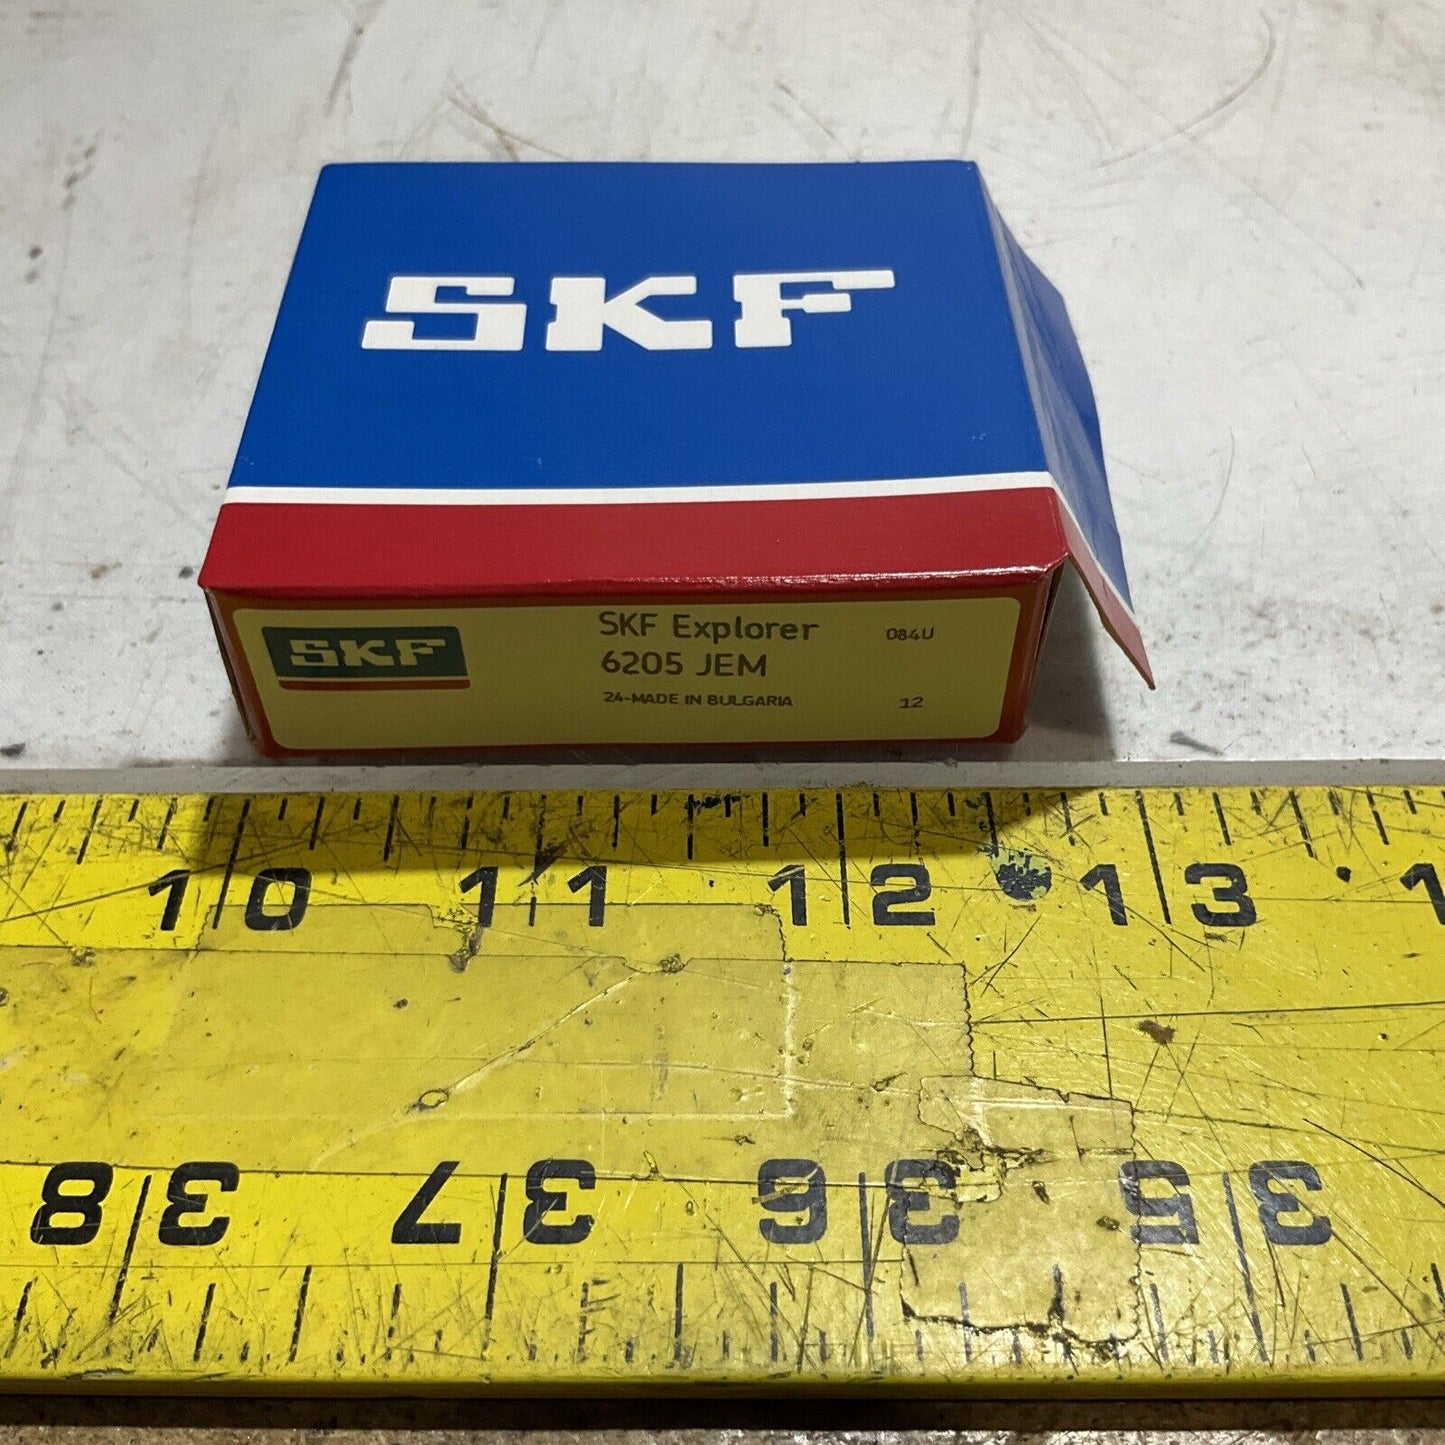 SKF
SKF
SKF Explorer 084U
6205 JEM
24-MADE IN BULGARIA 12
10 11 12 13 1
38 37 36 35